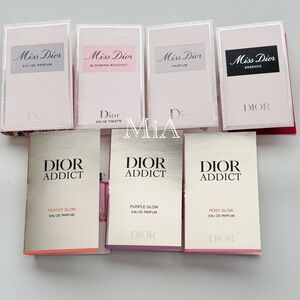 Miss Dior
EAU DE PARFUM
Miss Dior
BLOOMING BOUQUET
Dior
EAU DE TOILETTE
Miss Dior
PARFUM
Dior
Miss Dior
ESSENCE
DIOR
MiA
DIOR
ADDICT
PEACHY GLOW
EAU DE PARFUM
DIOR
DIOR
ADDICT
PURPLE GLOW
EAU DE PARFUM
DIOR
DIOR
ADDICT
ROSY GLOW
EAU DE PARFUM
DIOR